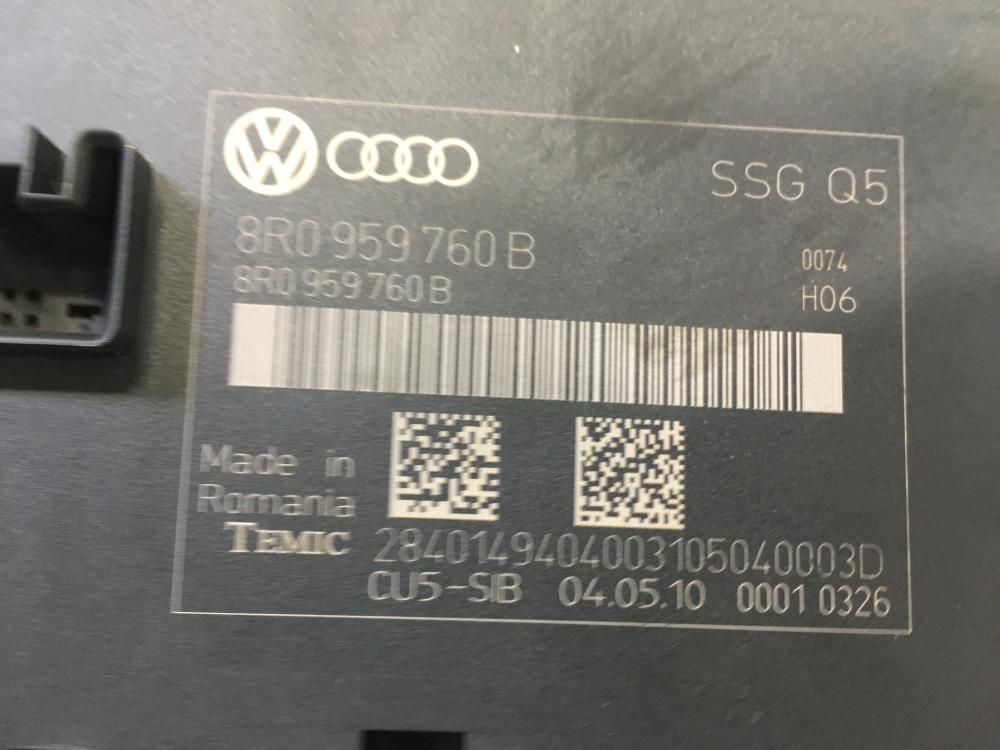 SSG Q5
8R0 959 760 B
0074
8R0 959 760 B
H06
Made in
Romania
TEMIC
2840149404003105040003D
CU5-SIB 04.05.10 0001 0326